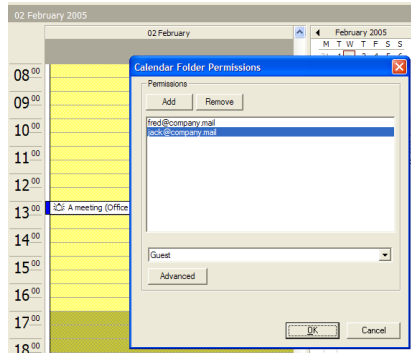 02 February 2005
02 February
February 2005
M T W T F S S
Calendar Folder Permissions
Permissions
Add
Remove
fred@company.mail
jack@company.mail
Guest
Advanced
OK
Cancel
08 00
09 00
10 00
11 00
12 00
13 00
A meeting (Office
14 00
15 00
16 00
17 00
18 00